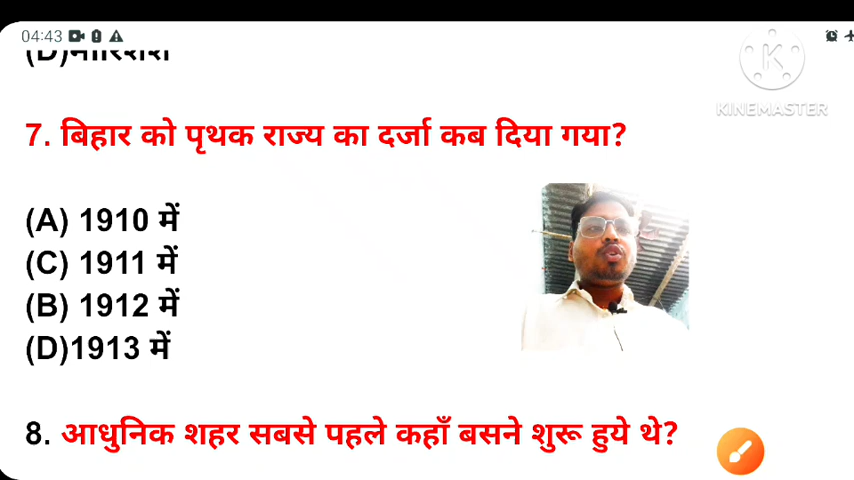 04:43
KINEMASTER
7. बिहार को पृथक राज्य का दर्जा कब दिया गया?
(A) 1910 में
(C) 1911 में
(B) 1912 में
(D)1913 में
8. आधुनिक शहर सबसे पहले कहाँ बसने शुरू हुये थे?